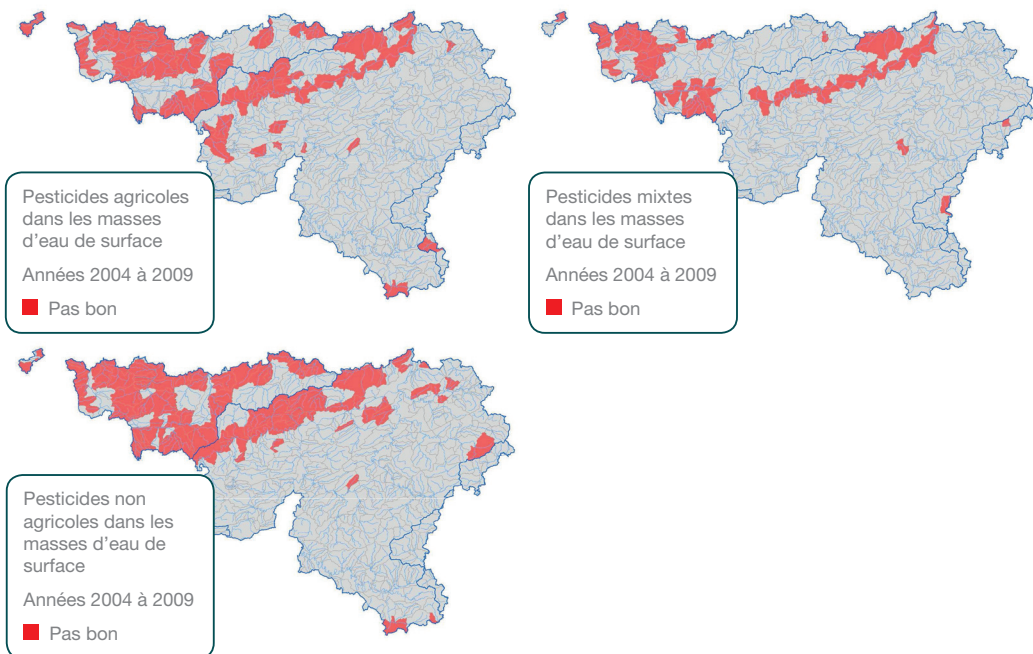 Pesticides agricoles
dans les masses
d'eau de surface
Années 2004 à 2009
Pas bon
Pesticides mixtes
dans les masses
d'eau de surface
Années 2004 à 2009
Pas bon
Pesticides non
agricoles dans les
masses d'eau de
surface
Années 2004 à 2009
Pas bon